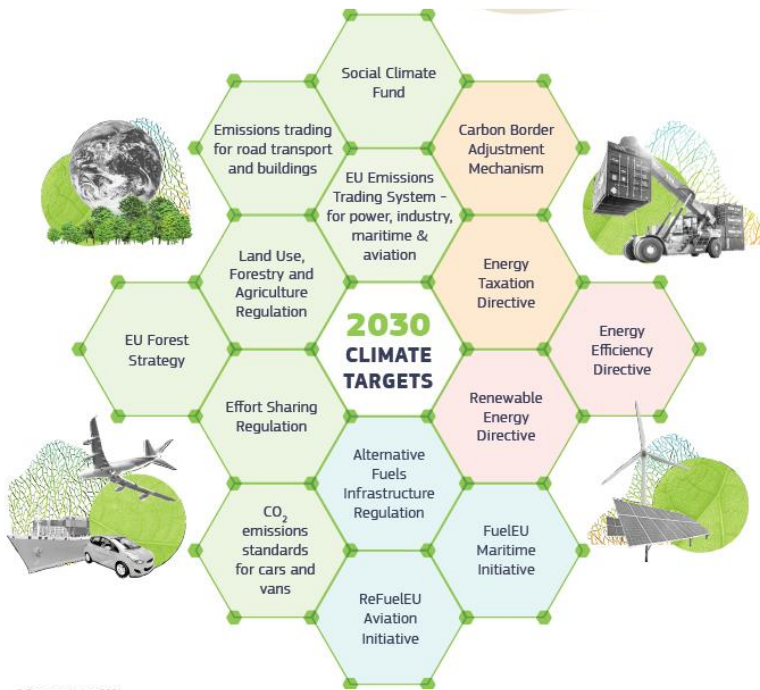 Social Climate
Fund
Emissions trading
for road transport
and buildings
Carbon Border
Adjustment
Mechanism
EU Emissions
Trading System -
for power, industry,
maritime &
aviation
Land Use,
Forestry and
Agriculture
Regulation
Energy
Taxation
Directive
EU Forest
Strategy
2030
CLIMATE
TARGETS
Energy
Efficiency
Directive
Effort Sharing
Regulation
Renewable
Energy
Directive
Alternative
Fuels
Infrastructure
Regulation
CO₂
emissions
standards
for cars and
vans
FuelEU
Maritime
Initiative
ReFuelEU
Aviation
Initiative